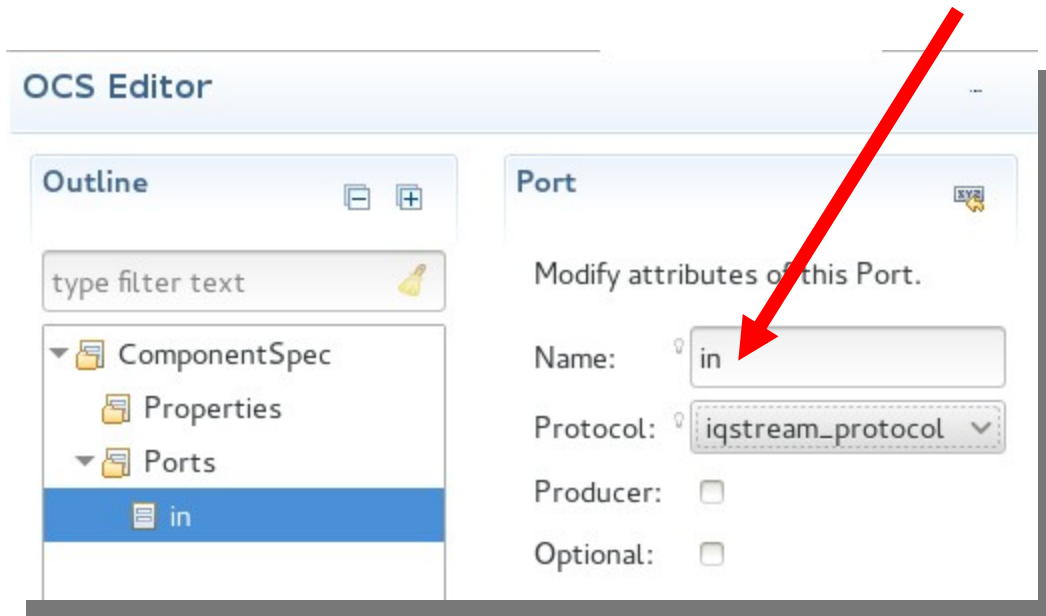 OCS Editor
Outline
type filter text
ComponentSpec
Properties
Ports
in
Port
Modify attributes of this Port.
Name: in
Protocol: iqstream_protocol
Producer:
Optional: